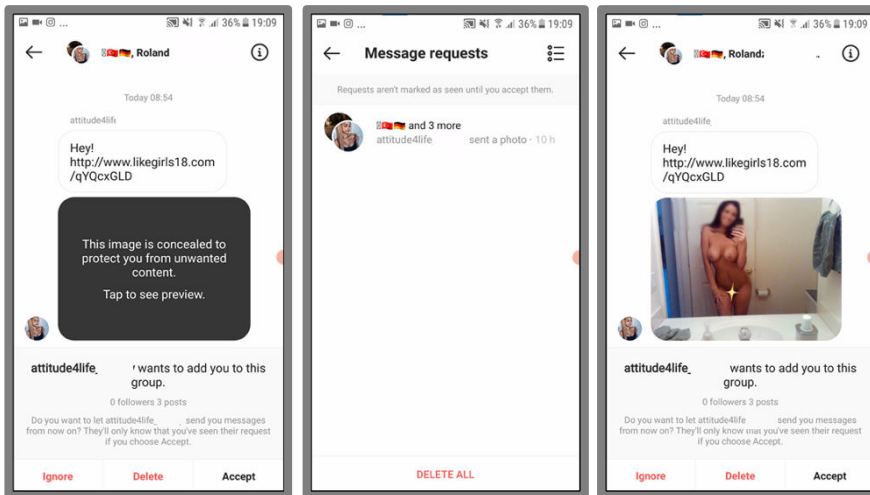 36% 19:09
, Roland
Today 08:54
attitude4life
Hey!
http://www.likegirls18.com
/qYQcxGLD
This image is concealed to
protect you from unwanted
content.
Tap to see preview.
attitude4life_ wants to add you to this
group.
0 followers 3 posts
Do you want to let attitude4life_ send you messages
from now on? They'll only know that you've seen their request
if you choose Accept.
Ignore Delete Accept
... 36% 19:09
Message requests
Requests aren't marked as seen until you accept them.
and 3 more
attitude4life sent a photo · 10 h
DELETE ALL
... 36% 19:09
, Roland:
Today 08:54
attitude4life_
Hey!
http://www.likegirls18.com
/qYQcxGLD
attitude4life_ wants to add you to this
group.
0 followers 3 posts
Do you want to let attitude4life send you messages
from now on? They'll only know that you've seen their request
if you choose Accept.
Ignore Delete Accept